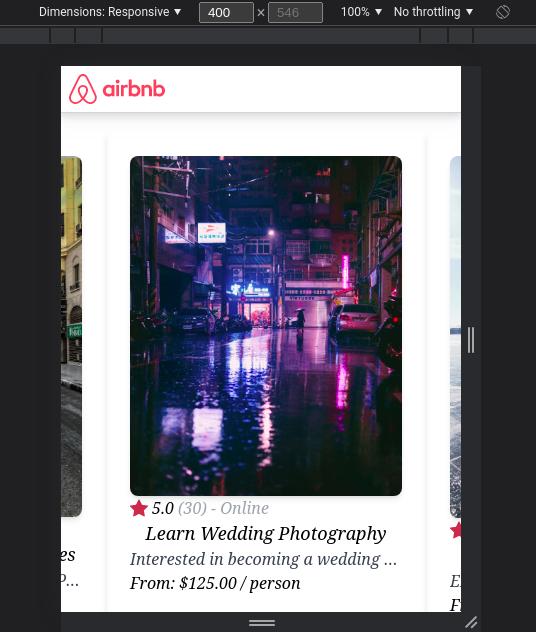 Dimensions: Responsive 400 × 546 100% No throttling
airbnb
5.0 (30) - Online
Learn Wedding Photography
Interested in becoming a wedding ...
From: $125.00 / person
es
P...
E
F